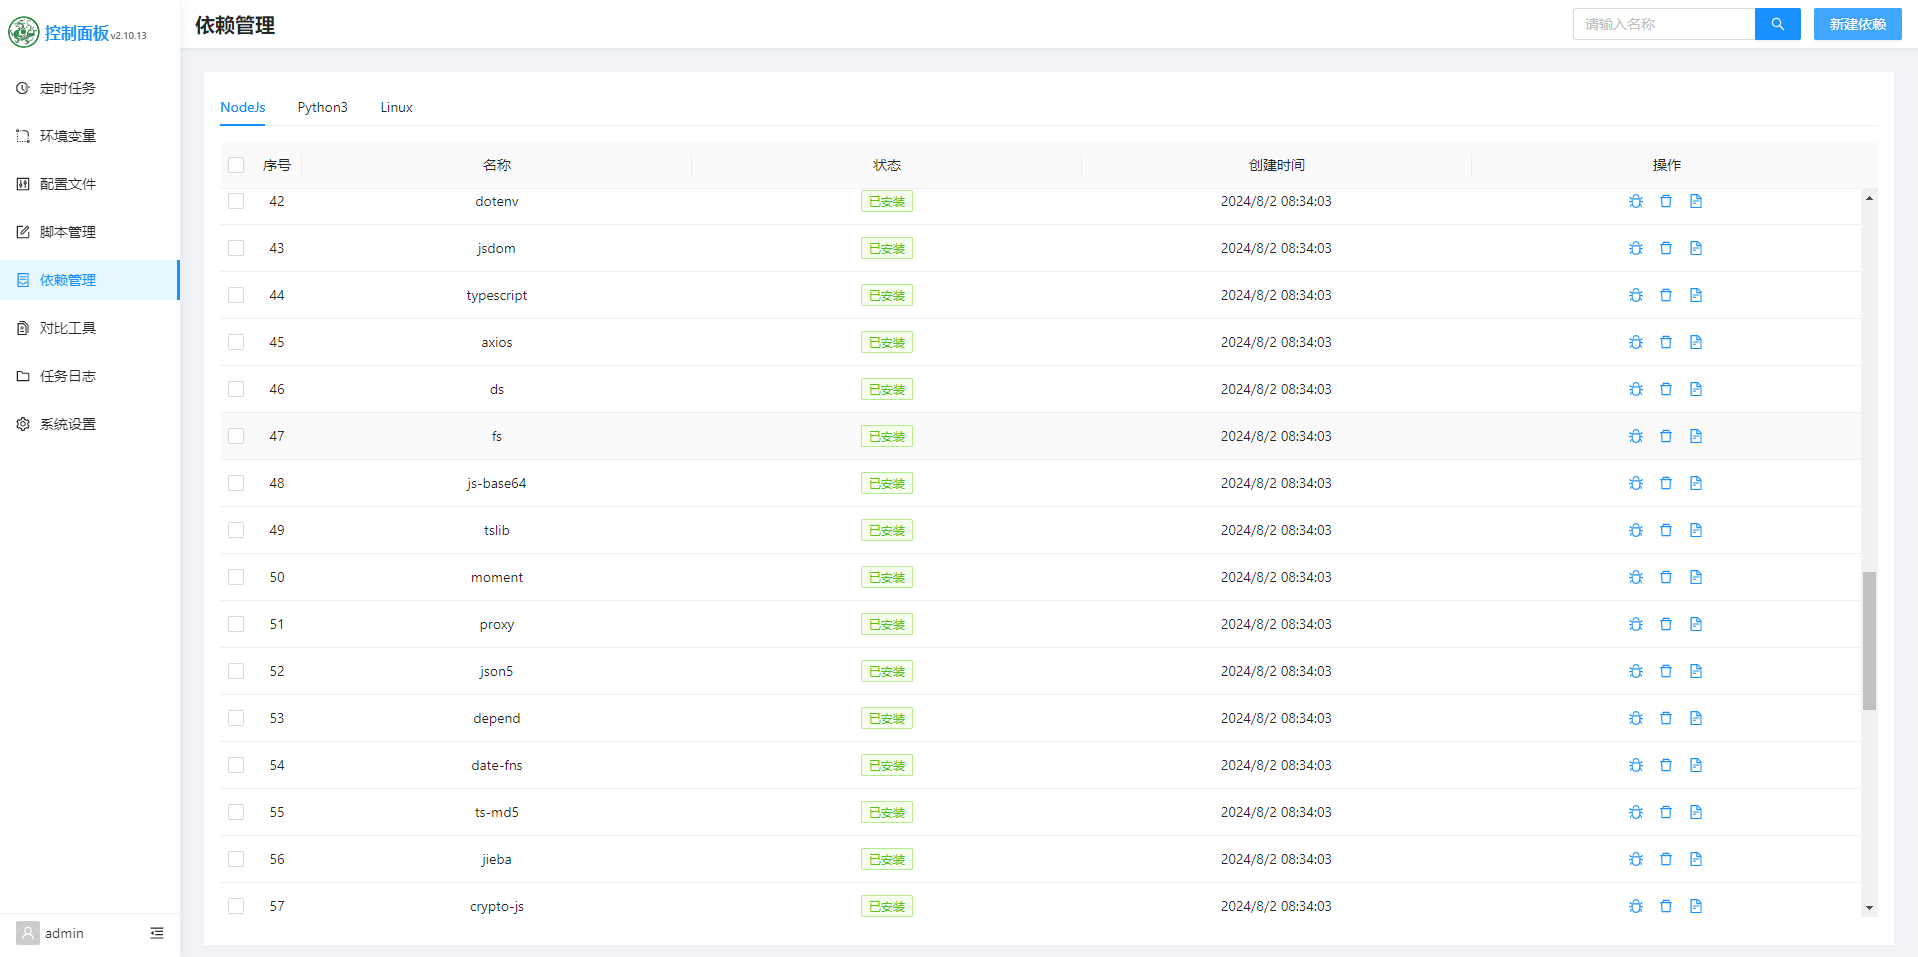 控制面板 v2.10.13
依赖管理
请输入名称
新建依赖
定时任务
环境变量
配置文件
脚本管理
依赖管理
对比工具
任务日志
系统设置
admin
NodeJs Python3 Linux
序号 名称 状态 创建时间 操作
42 dotenv 已安装 2024/8/2 08:34:03
43 jsdom 已安装 2024/8/2 08:34:03
44 typescript 已安装 2024/8/2 08:34:03
45 axios 已安装 2024/8/2 08:34:03
46 ds 已安装 2024/8/2 08:34:03
47 fs 已安装 2024/8/2 08:34:03
48 js-base64 已安装 2024/8/2 08:34:03
49 tslib 已安装 2024/8/2 08:34:03
50 moment 已安装 2024/8/2 08:34:03
51 proxy 已安装 2024/8/2 08:34:03
52 json5 已安装 2024/8/2 08:34:03
53 depend 已安装 2024/8/2 08:34:03
54 date-fns 已安装 2024/8/2 08:34:03
55 ts-md5 已安装 2024/8/2 08:34:03
56 jieba 已安装 2024/8/2 08:34:03
57 crypto-js 已安装 2024/8/2 08:34:03